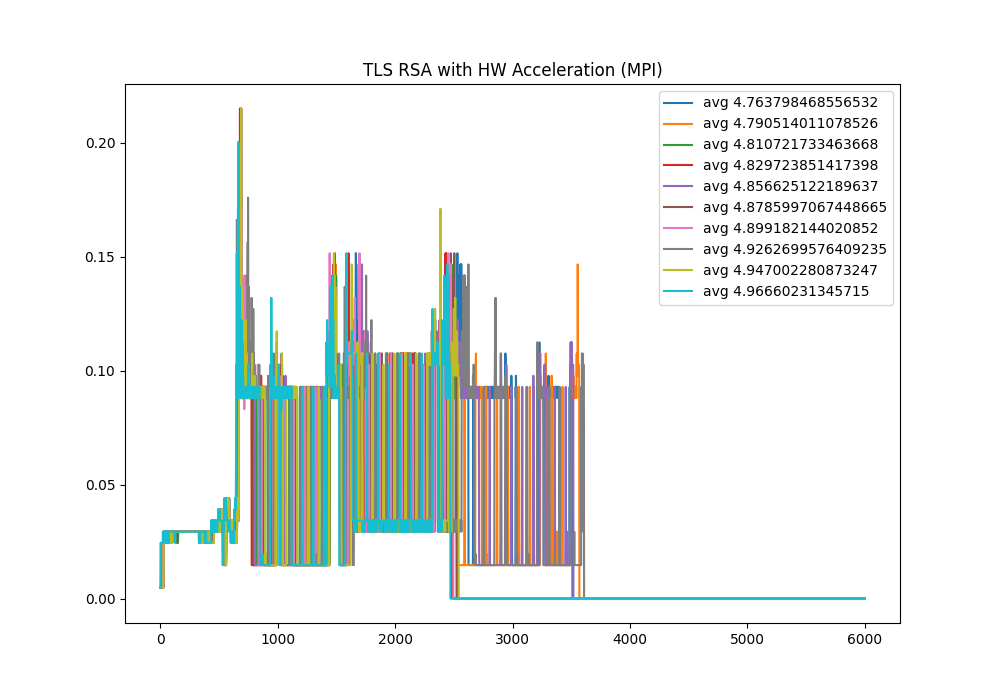 TLS RSA with HW Acceleration (MPI)
avg 4.763798468556532
avg 4.790514011078526
avg 4.810721733463668
avg 4.829723851417398
avg 4.856625122189637
avg 4.8785997067448665
avg 4.899182144020852
avg 4.9262699576409235
avg 4.947002280873247
avg 4.96660231345715
0.20
0.15
0.10
0.05
0.00
0 1000 2000 3000 4000 5000 6000